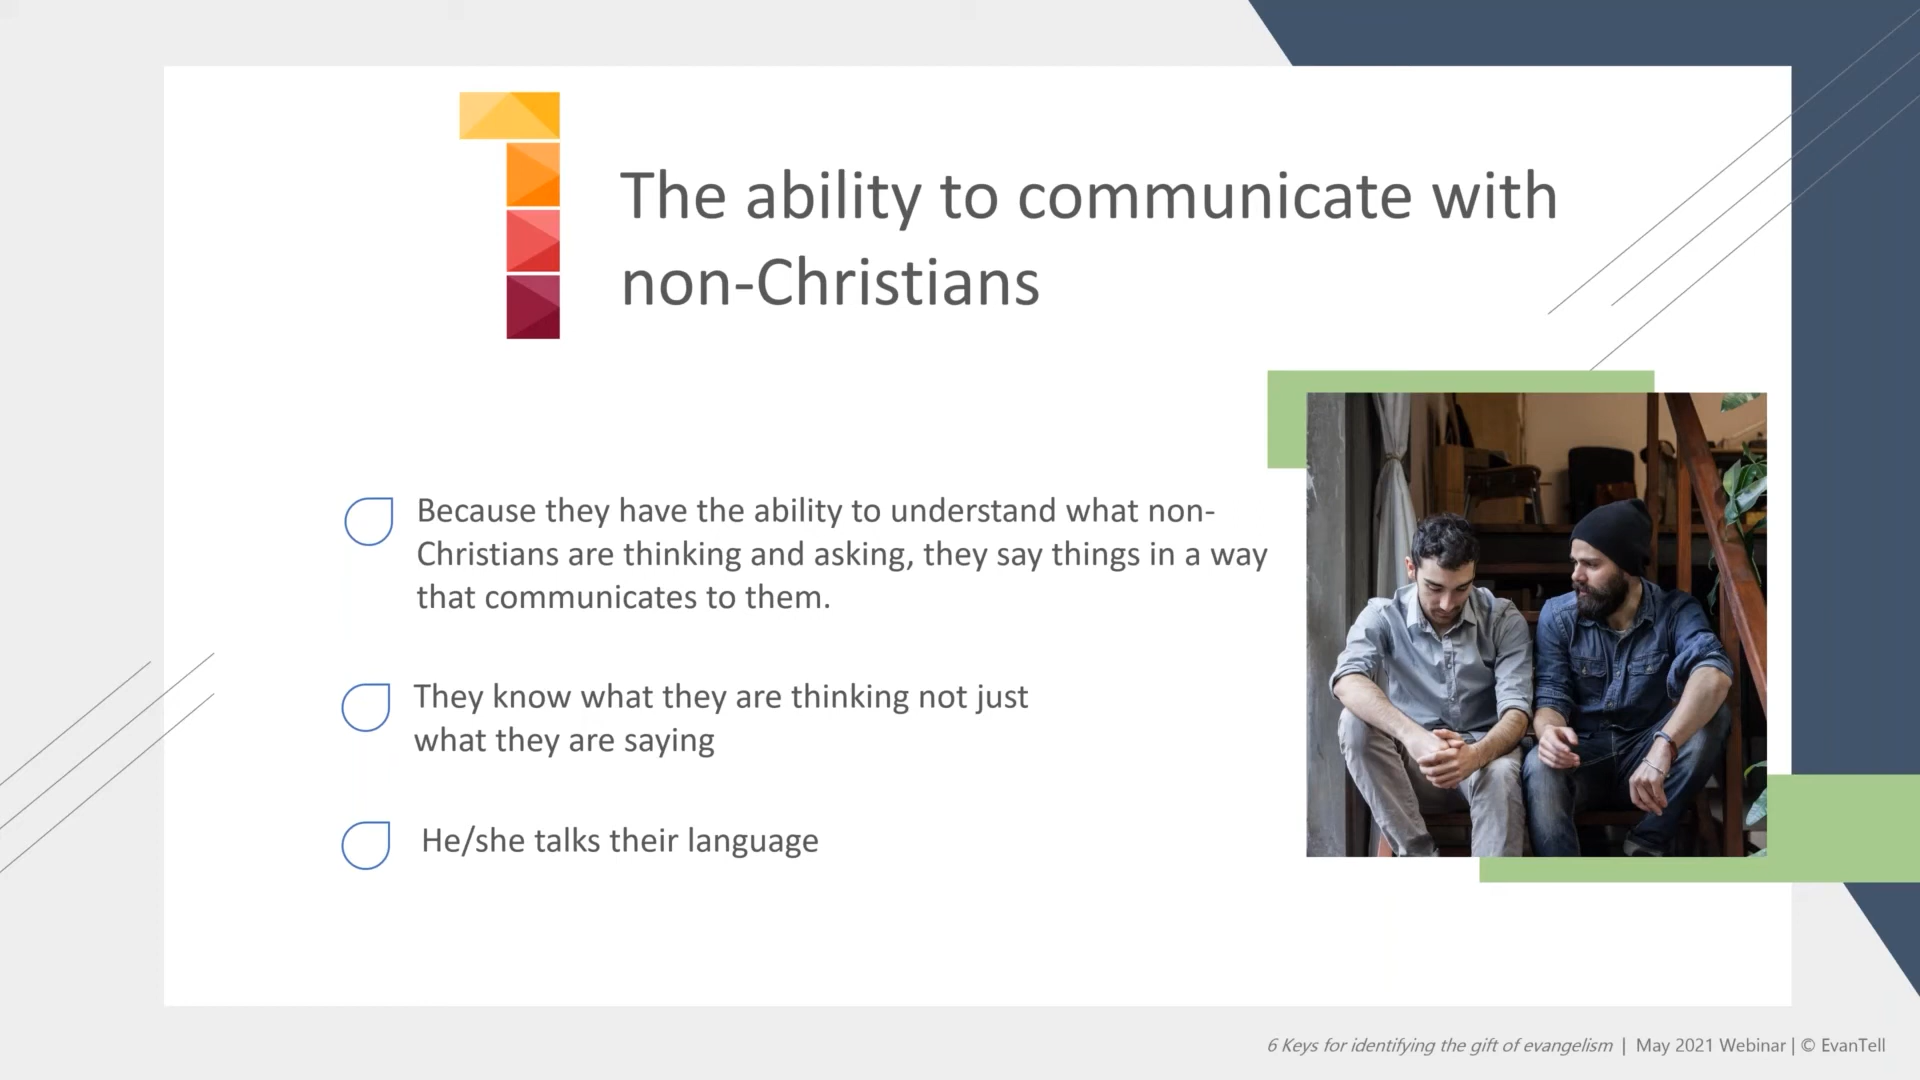 1
The ability to communicate with
non-Christians
Because they have the ability to understand what non-
Christians are thinking and asking, they say things in a way
that communicates to them.
They know what they are thinking not just
what they are saying
He/she talks their language
6 Keys for identifying the gift of evangelism | May 2021 Webinar | © EvanTell